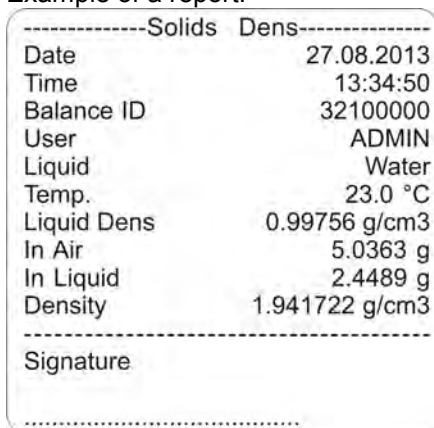 Example of a report:
--------------Solids Dens---------------
Date 27.08.2013
Time 13:34:50
Balance ID 32100000
User ADMIN
Liquid Water
Temp. 23.0 °C
Liquid Dens 0.99756 g/cm3
In Air 5.0363 g
In Liquid 2.4489 g
Density 1.941722 g/cm3
------------------------------------------------
Signature
........................................